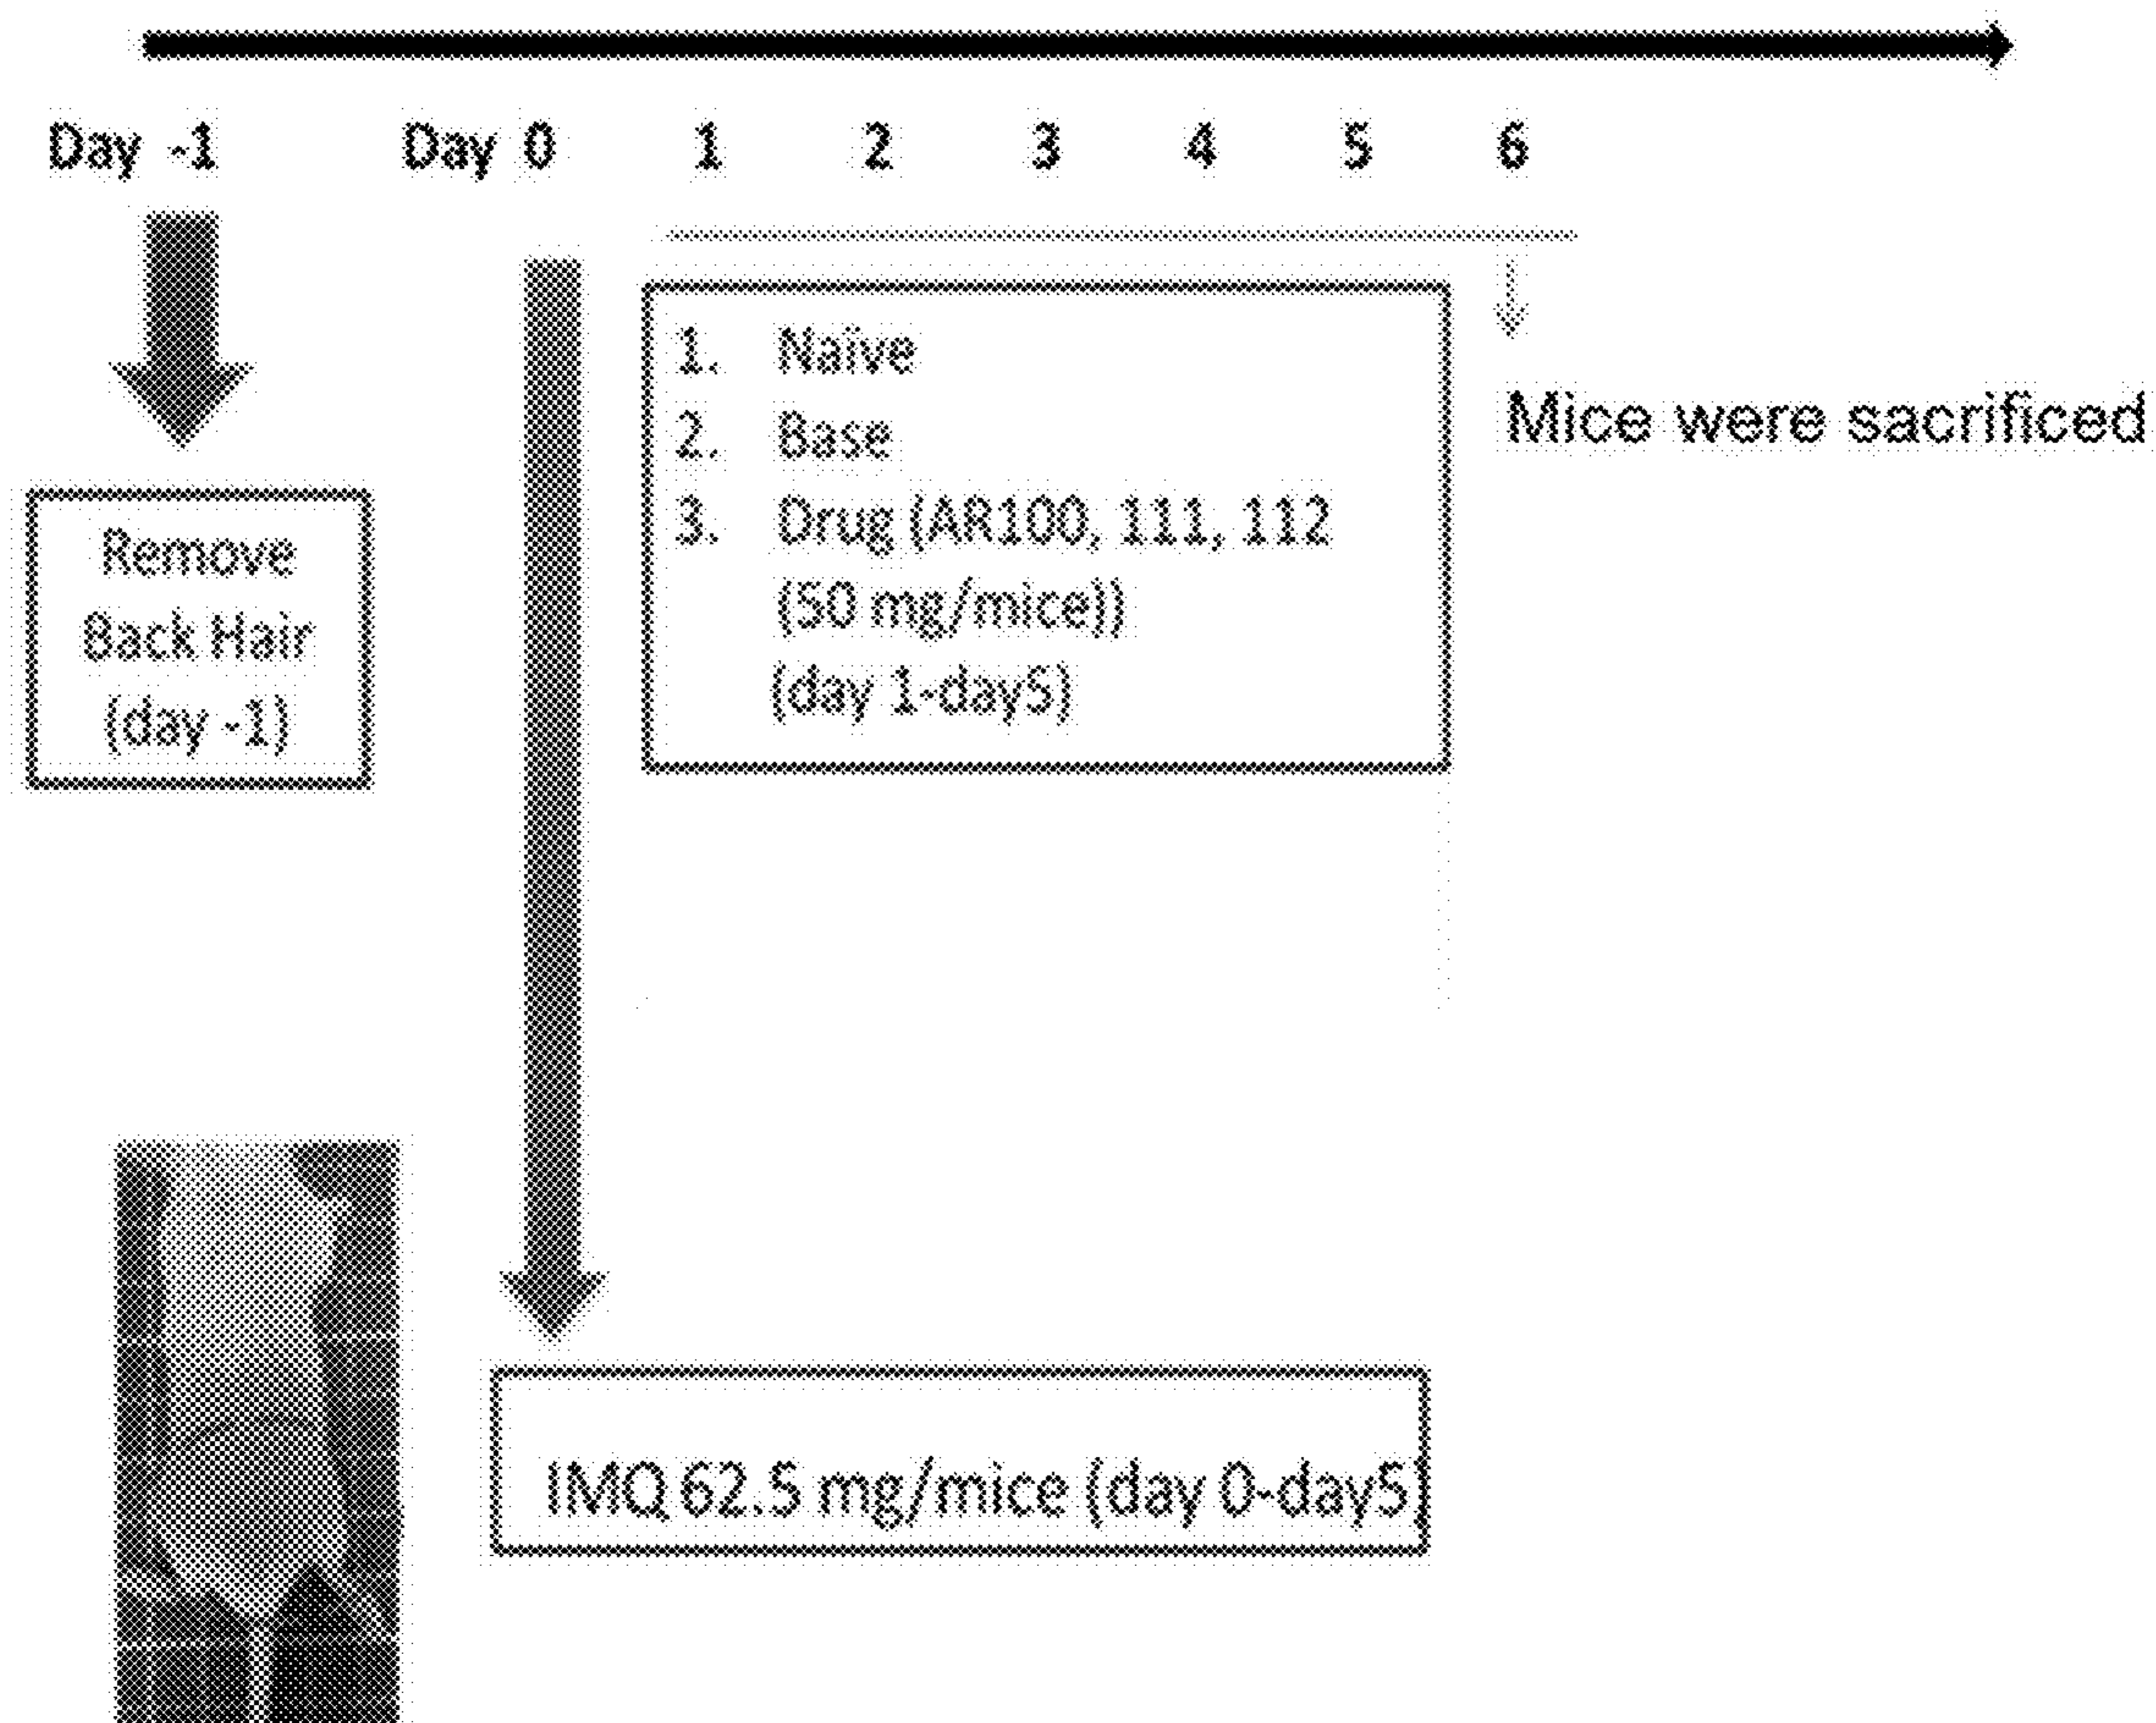 Day -1 Day 0 1 2 3 4 5 6
1. Naive
2. Base
3. Drug (AR100, 111, 112
(50 mg/mice))
(day 1-day5)
Mice were sacrificed
Remove
Back Hair
(day -1)
IMQ 62.5 mg/mice (day 0-day5)